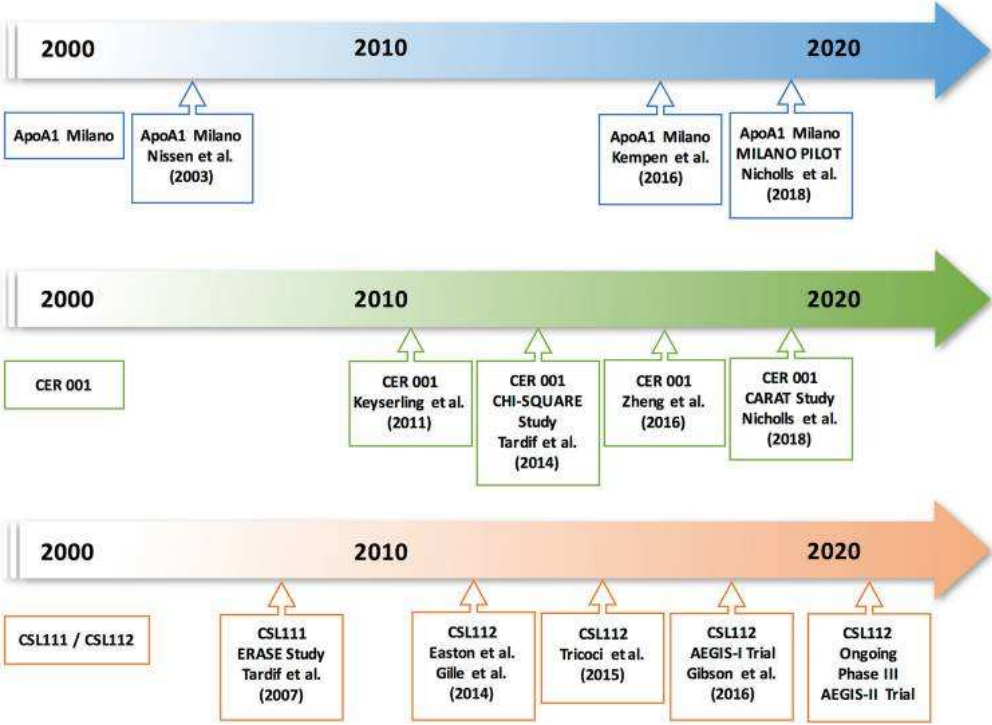 2000 2010 2020
ApoA1 Milano
ApoA1 Milano
Nissen et al.
(2003)
ApoA1 Milano
Kempen et al.
(2016)
ApoA1 Milano
MILANO PILOT
Nicholls et al.
(2018)
2000 2010 2020
CER 001
CER 001
Keyserling et al.
(2011)
CER 001
CHI-SQUARE
Study
Tardif et al.
(2014)
CER 001
Zheng et al.
(2016)
CER 001
CARAT Study
Nicholls et al.
(2018)
2000 2010 2020
CSL111 / CSL112
CSL111
ERASE Study
Tardif et al.
(2007)
CSL112
Easton et al.
Gille et al.
(2014)
CSL112
Tricoci et al.
(2015)
CSL112
AEGIS-I Trial
Gibson et al.
(2016)
CSL112
Ongoing
Phase III
AEGIS-II Trial